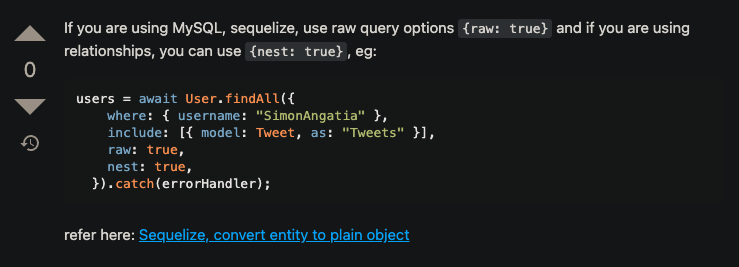 If you are using MySQL, sequelize, use raw query options {raw: true} and if you are using
relationships, you can use {nest: true}, eg:
0
users = await User.findAll({
    where: { username: "SimonAngatia" },
    include: [{ model: Tweet, as: "Tweets" }],
    raw: true,
    nest: true,
  }).catch(errorHandler);
refer here: Sequelize, convert entity to plain object